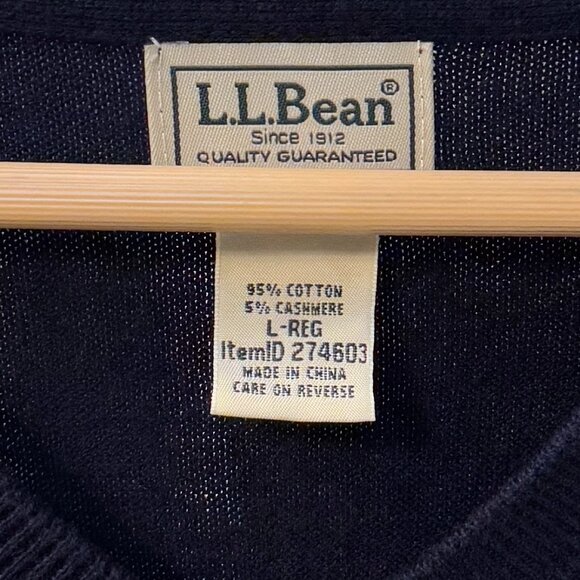 L.L.Bean®
Since 1912
QUALITY GUARANTEED
95% COTTON
5% CASHMERE
L-REG
ItemID 274603
MADE IN CHINA
CARE ON REVERSE